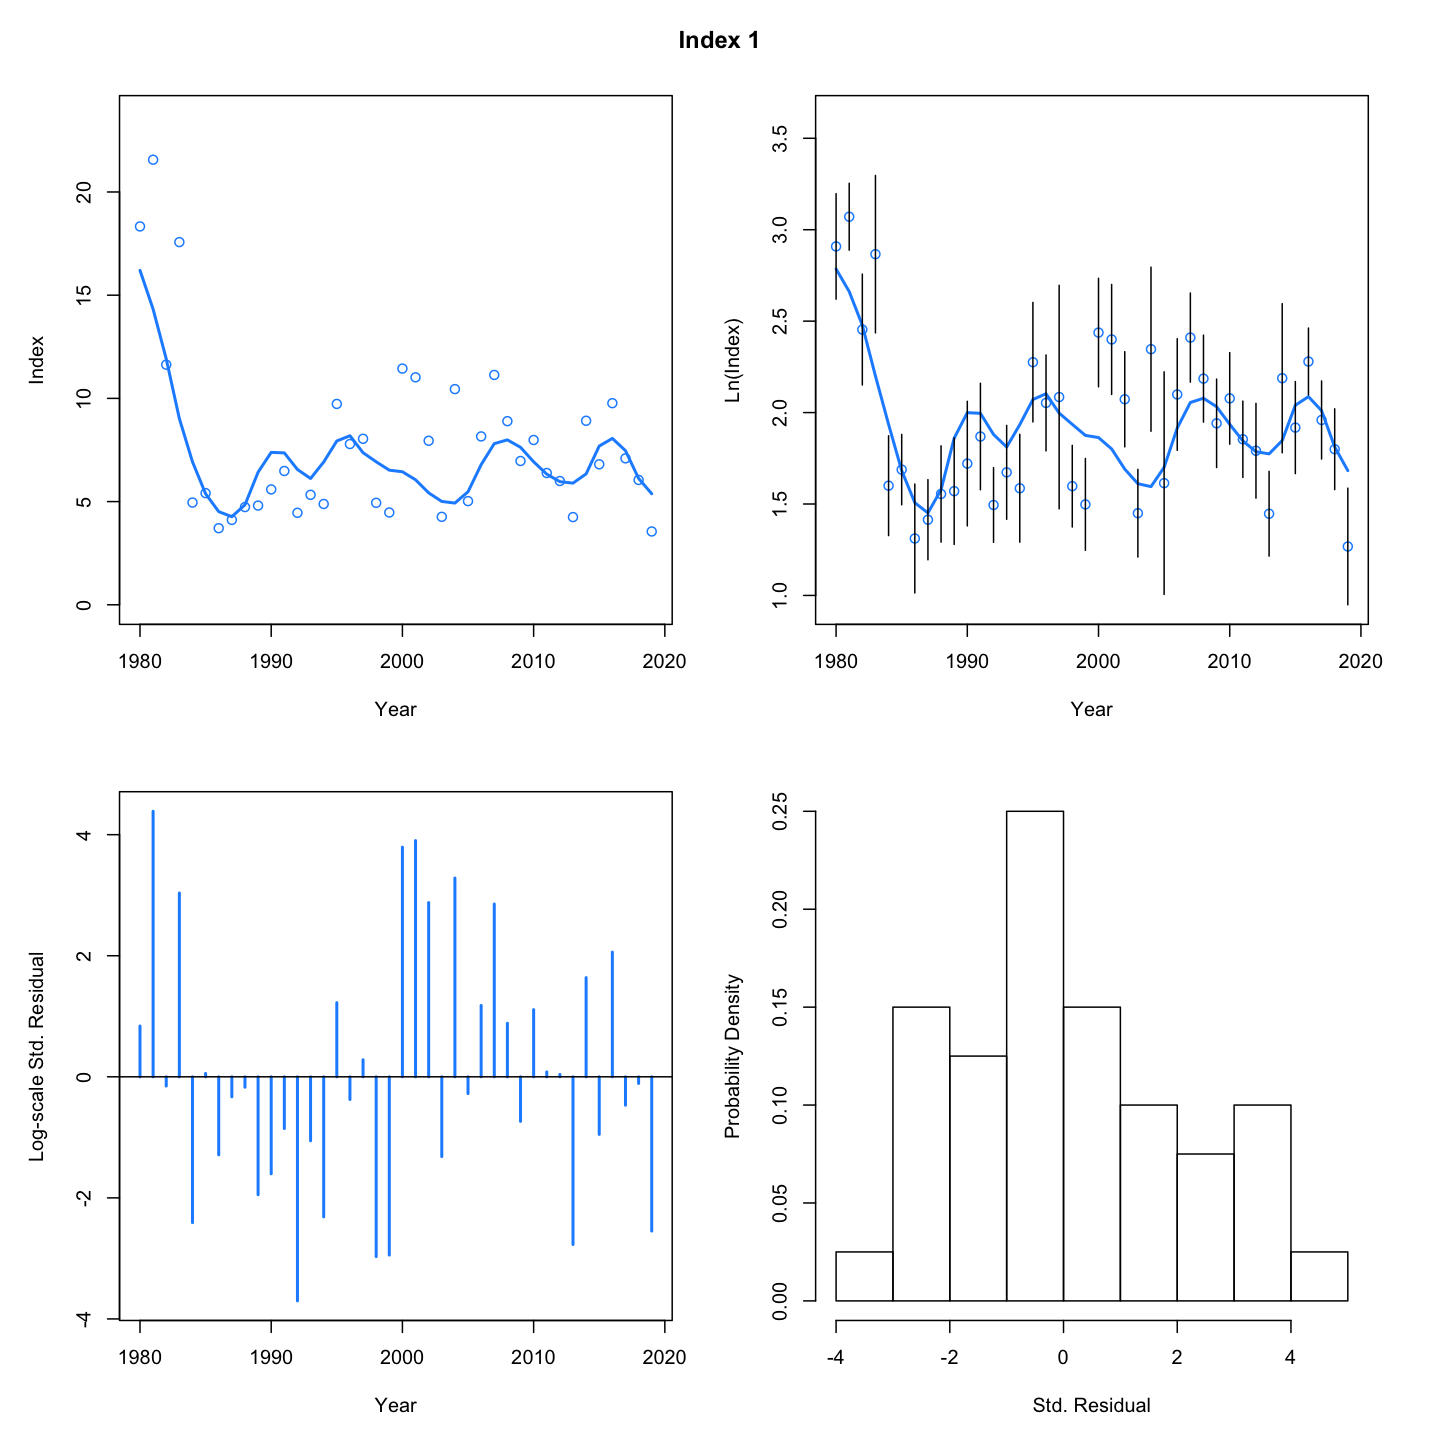 Index 1
Index
20
15
10
5
0
1980 1990 2000 2010 2020
Year
Ln(Index)
3.5
3.0
2.5
2.0
1.5
1.0
1980 1990 2000 2010 2020
Year
Log-scale Std. Residual
4
2
0
-2
-4
1980 1990 2000 2010 2020
Year
Probability Density
0.25
0.20
0.15
0.10
0.05
0.00
-4 -2 0 2 4
Std. Residual